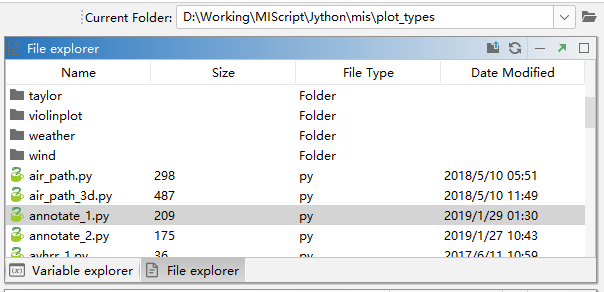 Current Folder: D:\Working\MIScript\Jython\mis\plot_types
File explorer
Name Size File Type Date Modified
taylor Folder
violinplot Folder
weather Folder
wind Folder
air_path.py 298 py 2018/5/10 05:51
air_path_3d.py 487 py 2018/5/10 11:49
annotate_1.py 209 py 2019/1/29 01:30
annotate_2.py 175 py 2019/1/27 10:43
avhrr_1.py 36 py 2017/6/11 10:59
(x) Variable explorer File explorer